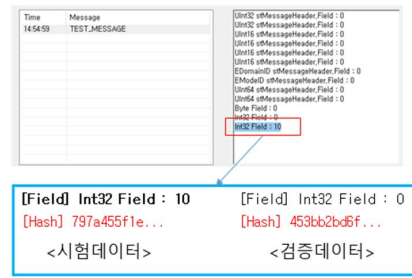 Time Message
14:54:59 TEST_MESSAGE
UInt32 stMessageHeader,Field : 0
UInt32 stMessageHeader,Field : 0
UInt16 stMessageHeader,Field : 0
UInt16 stMessageHeader,Field : 0
UInt16 stMessageHeader,Field : 0
UInt16 stMessageHeader,Field : 0
EDomainID stMessageHeader,Field : 0
EModeID stMessageHeader,Field : 0
UInt64 stMessageHeader,Field : 0
UInt64 stMessageHeader,Field : 0
Byte Field : 0
Int32 Field : 0
Int32 Field : 10
[Field] Int32 Field : 10 [Field] Int32 Field : 0
[Hash] 797a455f1e... [Hash] 453bb2bd6f...
<시험데이터> <검증데이터>